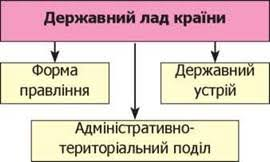 Державний лад країни
Форма
правління
Державний
устрій
Адміністративно-
територіальний поділ